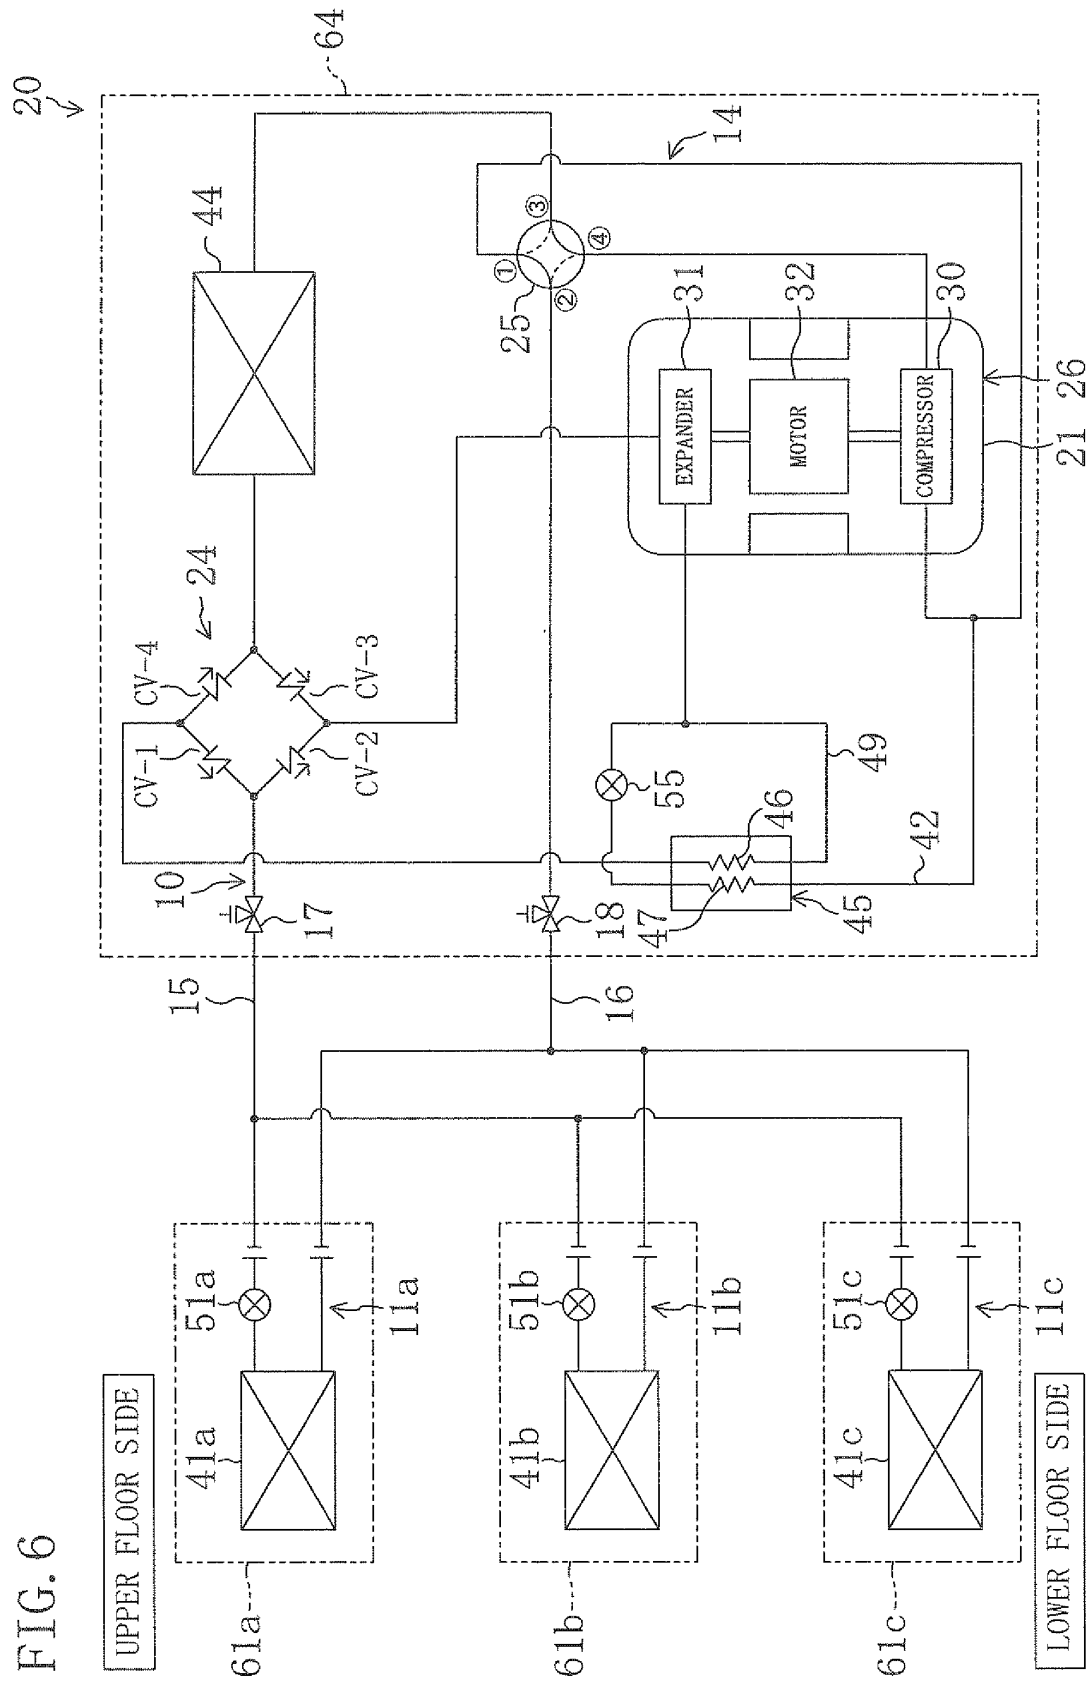 FIG.6
20
64
UPPER FLOOR SIDE
61a
41a
51a
11a
61b
41b
51b
11b
61c
41c
51c
11c
LOWER FLOOR SIDE
15
16
10
17
18
CV-1
CV-4
CV-2
CV-3
24
44
25
①
②
③
④
14
31
EXPANDER
32
MOTOR
30
COMPRESSOR
26
21
55
49
46
47
45
42